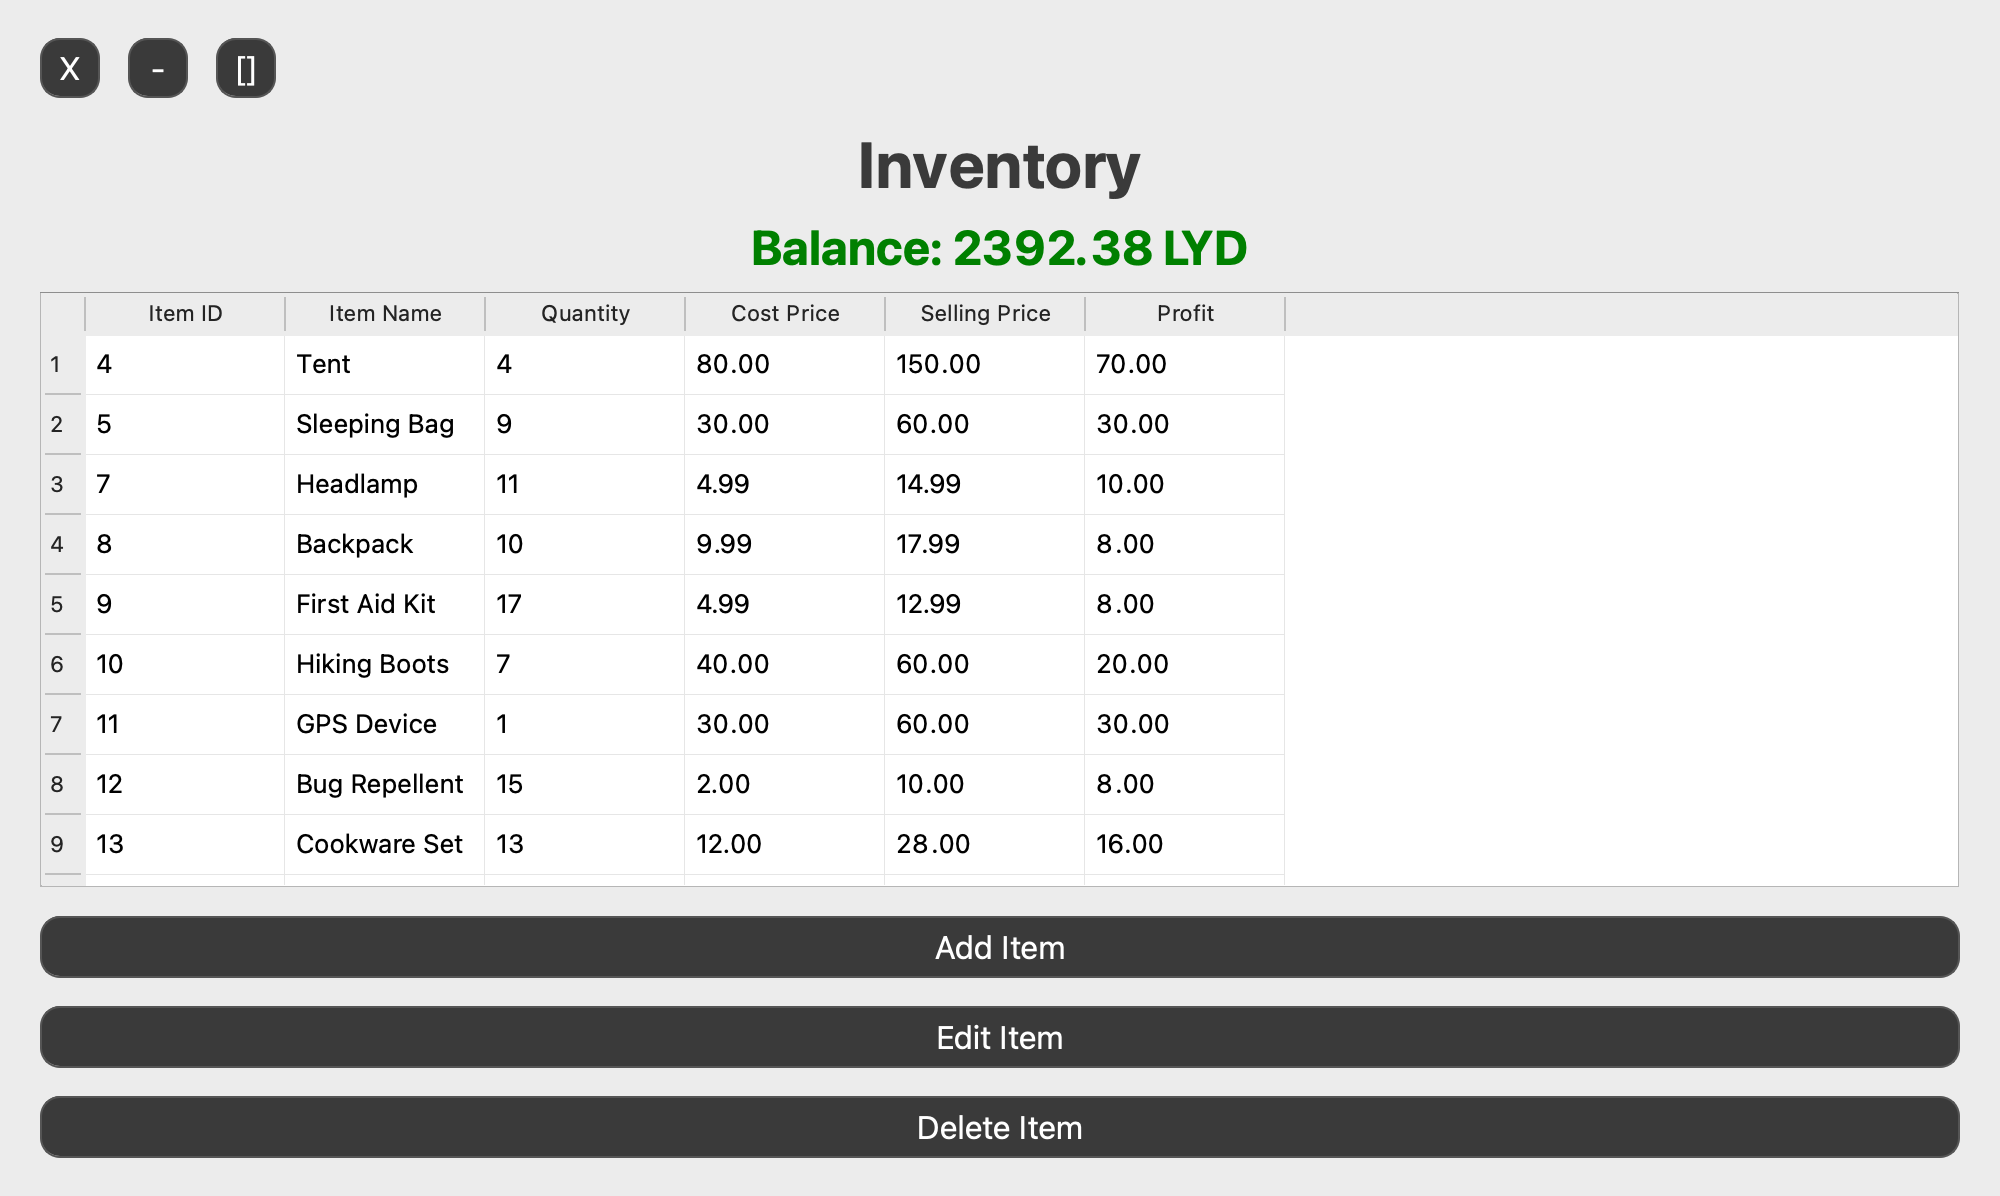 X - []
Inventory
Balance: 2392.38 LYD
Item ID Item Name Quantity Cost Price Selling Price Profit
1 4 Tent 4 80.00 150.00 70.00
2 5 Sleeping Bag 9 30.00 60.00 30.00
3 7 Headlamp 11 4.99 14.99 10.00
4 8 Backpack 10 9.99 17.99 8.00
5 9 First Aid Kit 17 4.99 12.99 8.00
6 10 Hiking Boots 7 40.00 60.00 20.00
7 11 GPS Device 1 30.00 60.00 30.00
8 12 Bug Repellent 15 2.00 10.00 8.00
9 13 Cookware Set 13 12.00 28.00 16.00
Add Item
Edit Item
Delete Item